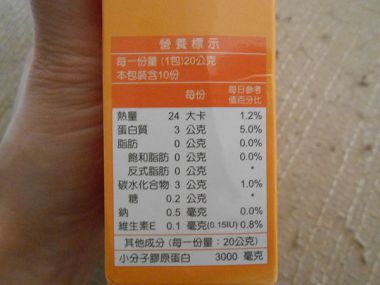 營養標示
每一份量 (1包)20公克
本包裝含10份
每份 每日參考值百分比
熱量 24 大卡 1.2%
蛋白質 3 公克 5.0%
脂肪 0 公克 0.0%
飽和脂肪 0 公克 0.0%
反式脂肪 0 公克 *
碳水化合物 3 公克 1.0%
糖 0.2 公克 *
鈉 0.5 毫克 0.0%
維生素E 0.1 毫克(0.15IU) 0.8%
其他成分 (每一份量：20公克)
小分子膠原蛋白 3000 毫克